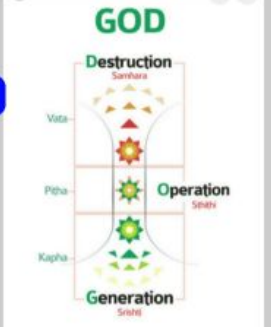 GOD
Destruction
Samhara
Vata
Pitha
Operation
Sthithi
Kapha
Generation
Srishti